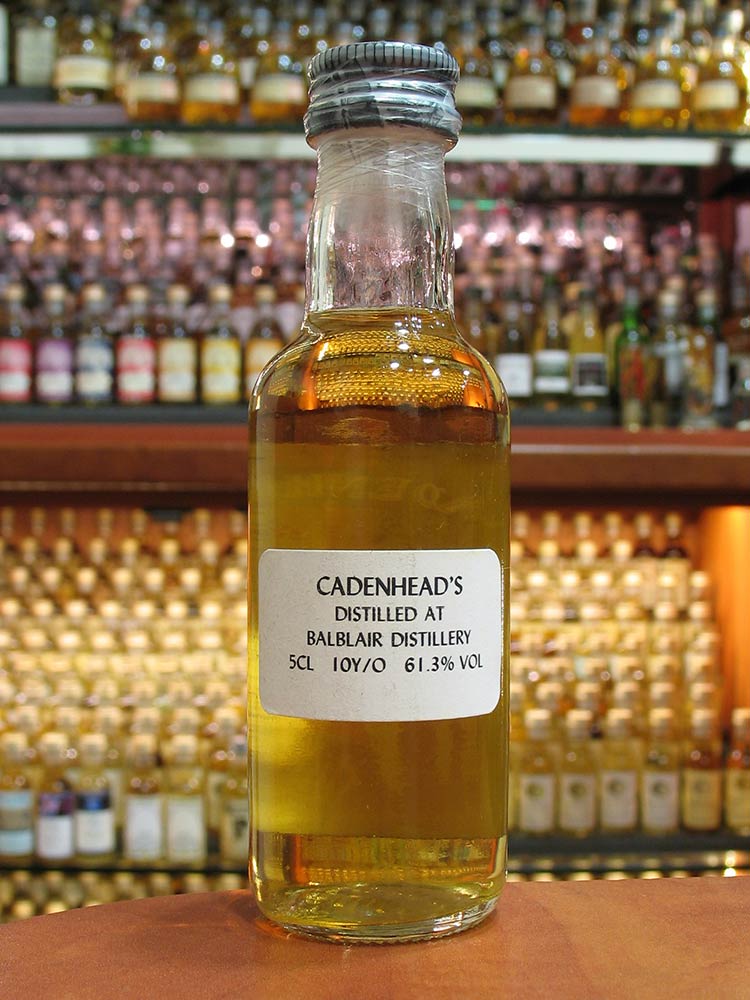 CADENHEAD'S
DISTILLED AT
BALBLAIR DISTILLERY
5CL 10Y/O 61.3% VOL